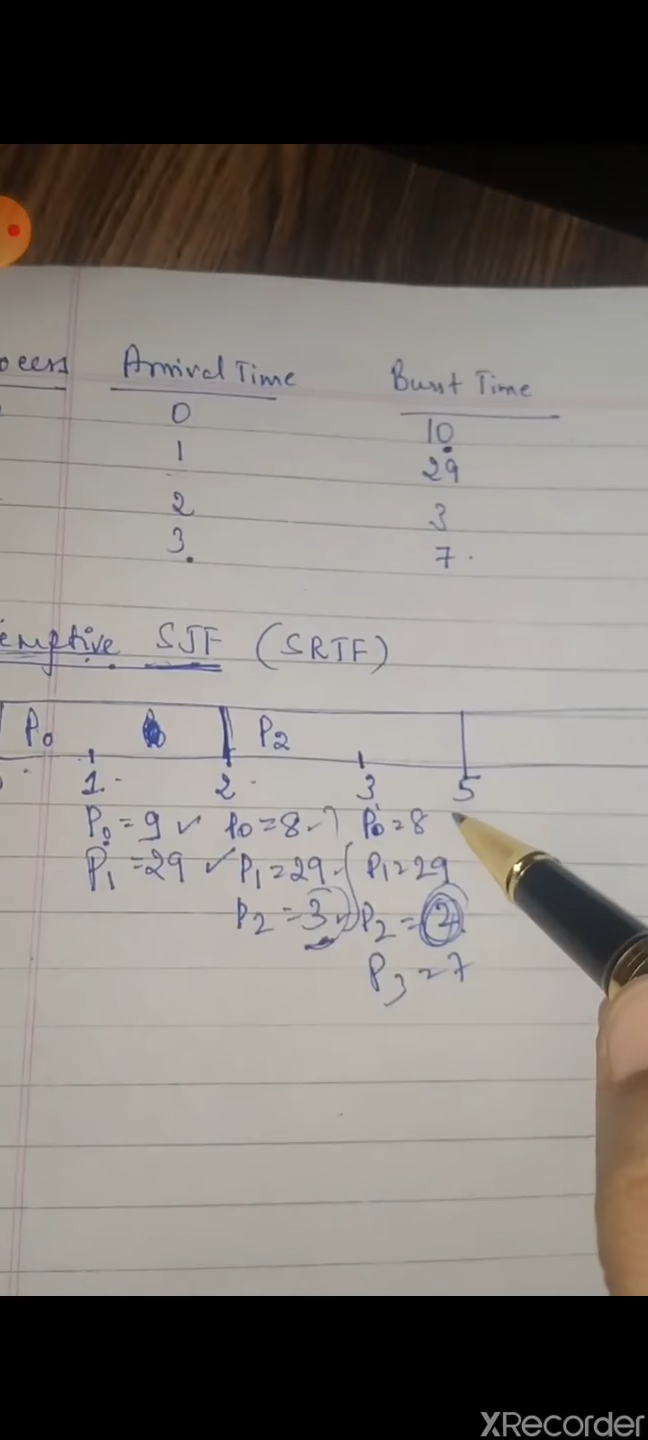 ocess Arrival Time Burst Time
0 10
1 29
2 3
3 7
emptive SJF (SRTF)
P0 P2
1 2 3 5
P0 = 9 ✓ P0 = 8 ✓ P0 = 8
P1 = 29 ✓ P1 = 29 P1 = 29
P2 = 3 P2 = 2
P3 = 7
XRecorder